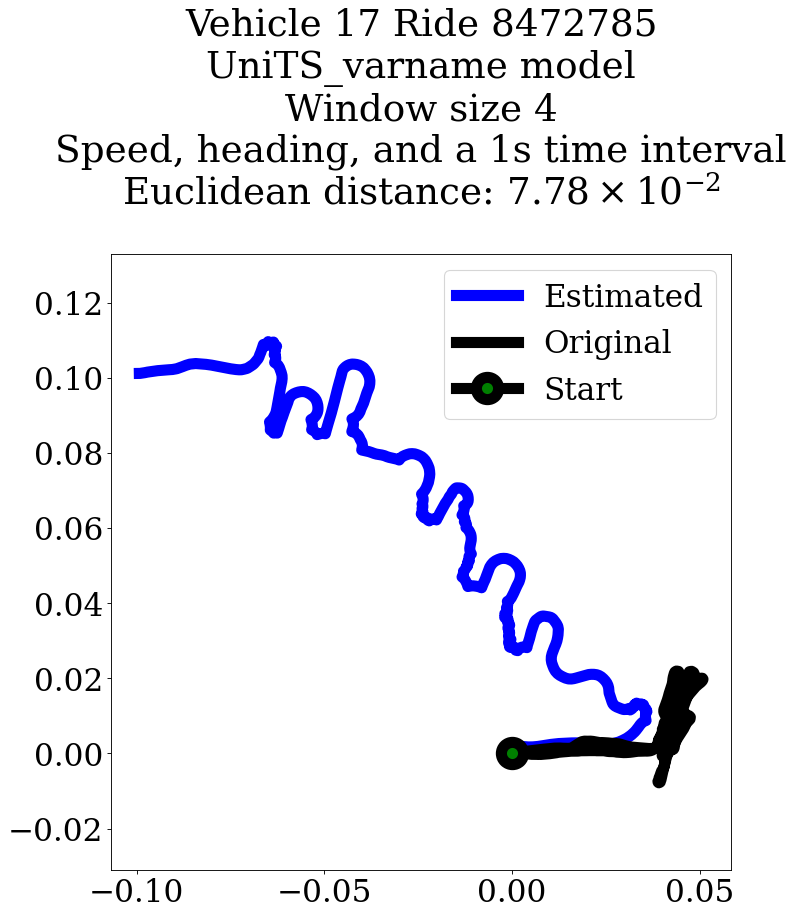 Vehicle 17 Ride 8472785
UniTS_varname model
Window size 4
Speed, heading, and a 1s time interval
Euclidean distance: 7.78 × 10⁻²
Estimated
Original
Start
0.12
0.10
0.08
0.06
0.04
0.02
0.00
−0.02
−0.10
−0.05
0.00
0.05